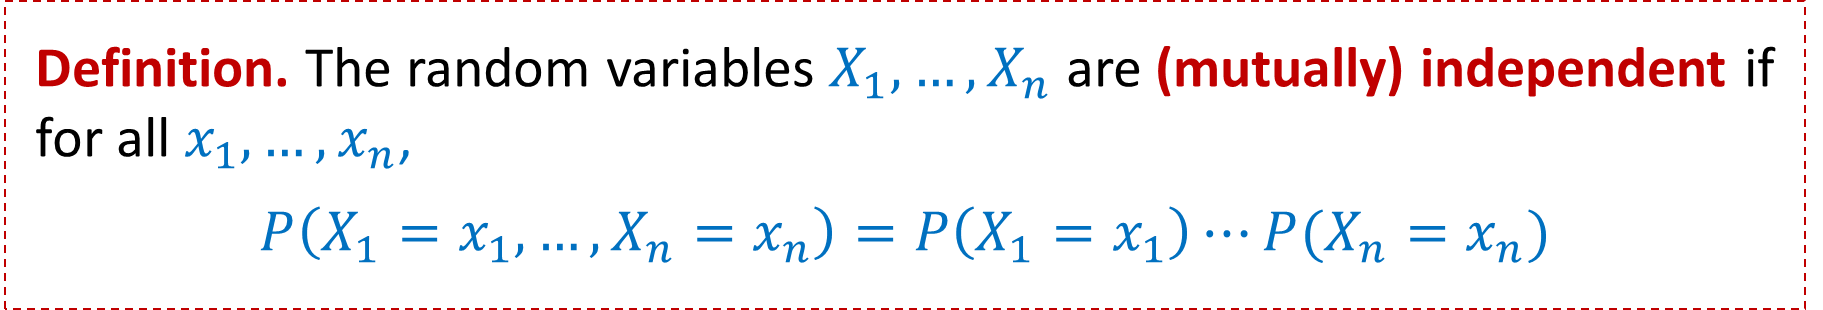 Definition. The random variables X₁, … , Xₙ are (mutually) independent if
for all x₁, … , xₙ,
P(X₁ = x₁, … , Xₙ = xₙ) = P(X₁ = x₁) ⋯ P(Xₙ = xₙ)